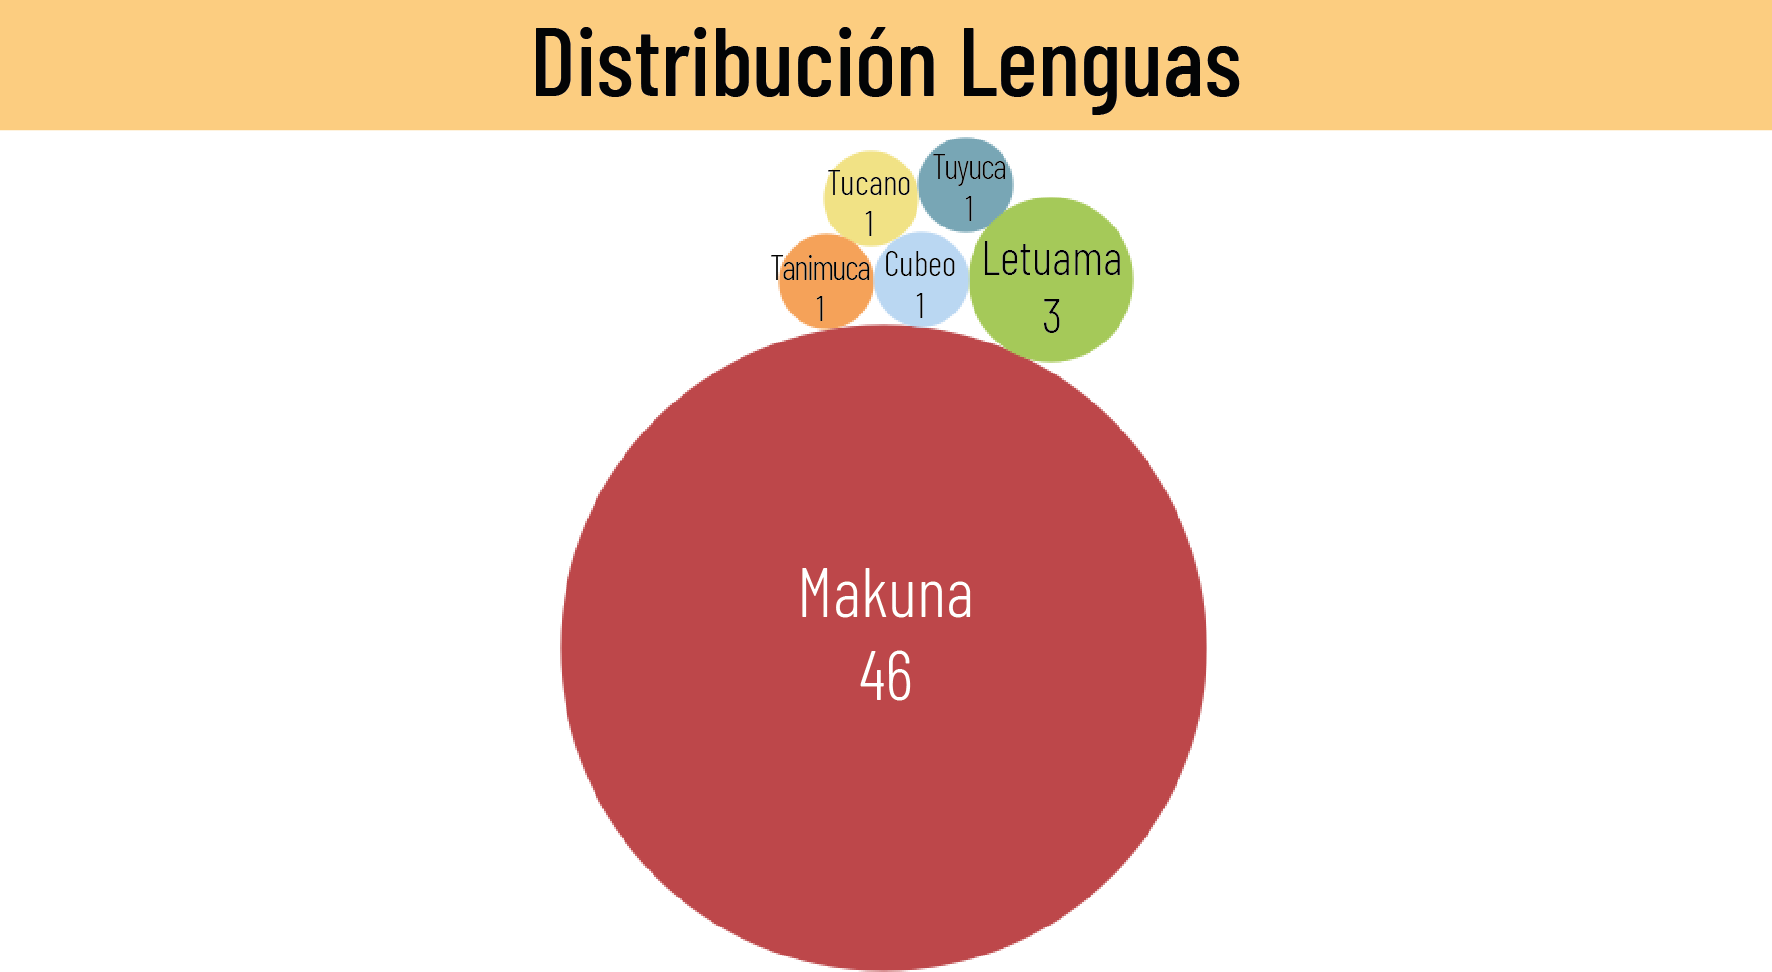 Distribución Lenguas
Tucano
1
Tuyuca
1
Tanimuca
1
Cubeo
1
Letuama
3
Makuna
46